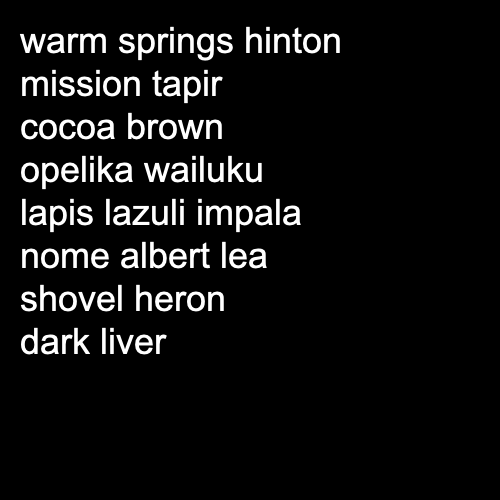 warm springs hinton
mission tapir
cocoa brown
opelika wailuku
lapis lazuli impala
nome albert lea
shovel heron
dark liver